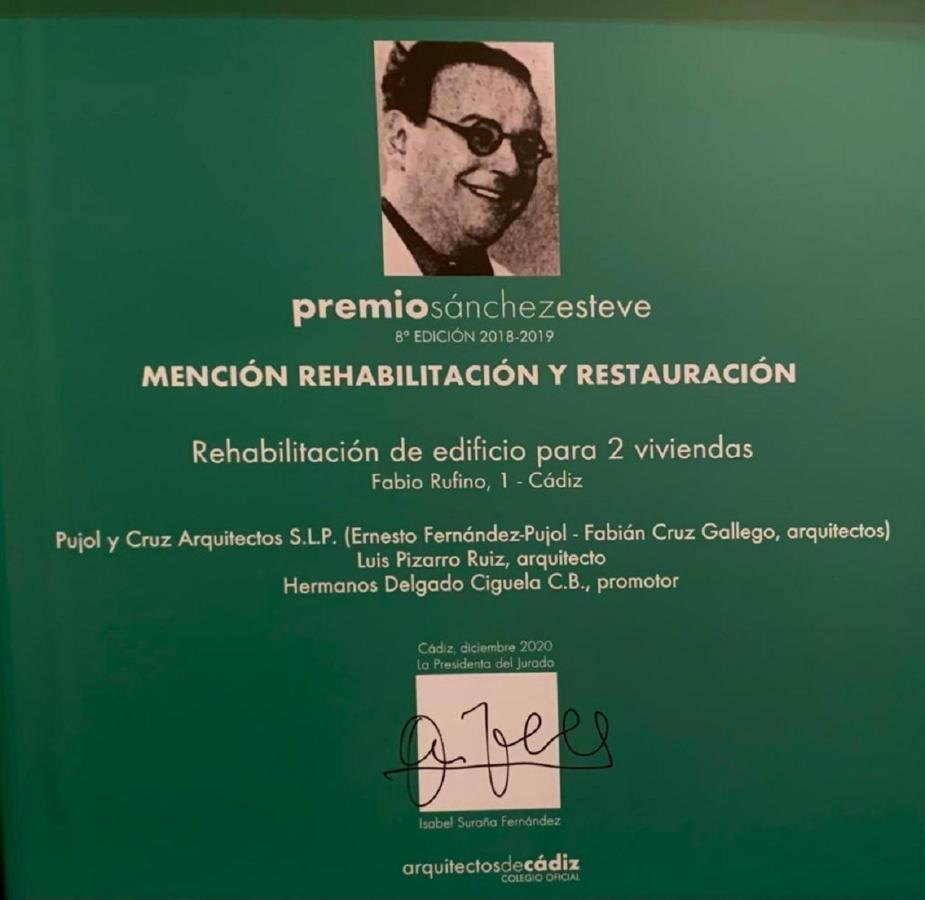 premiosánchezesteve
8º EDICIÓN 2018-2019
MENCIÓN REHABILITACIÓN Y RESTAURACIÓN
Rehabilitación de edificio para 2 viviendas
Fabio Rufino, 1 - Cádiz
Pujol y Cruz Arquitectos S.L.P. (Ernesto Fernández-Pujol - Fabián Cruz Gallego, arquitectos)
Luis Pizarro Ruiz, arquitecto
Hermanos Delgado Ciguela C.B., promotor
Cádiz, diciembre 2020
La Presidenta del Jurado
Isabel Suraña Fernández
arquitectosdecádiz
COLEGIO OFICIAL